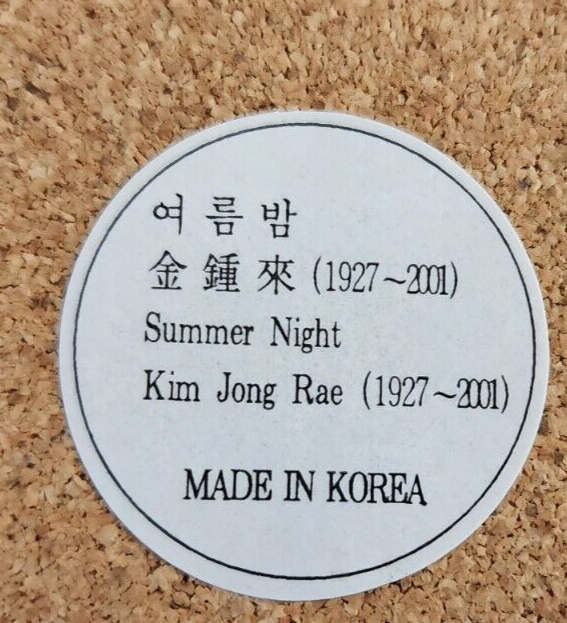 여름밤
金鍾來 (1927~2001)
Summer Night
Kim Jong Rae (1927~2001)
MADE IN KOREA